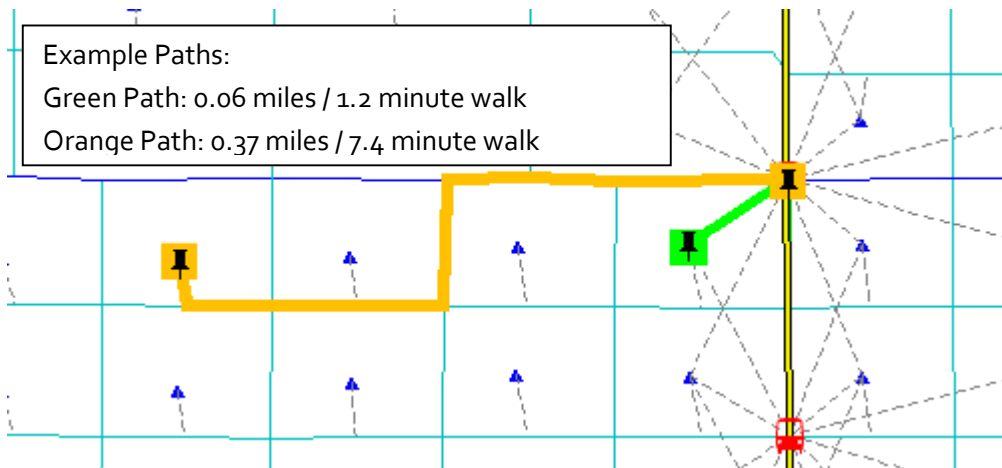 Example Paths:
Green Path: 0.06 miles / 1.2 minute walk
Orange Path: 0.37 miles / 7.4 minute walk